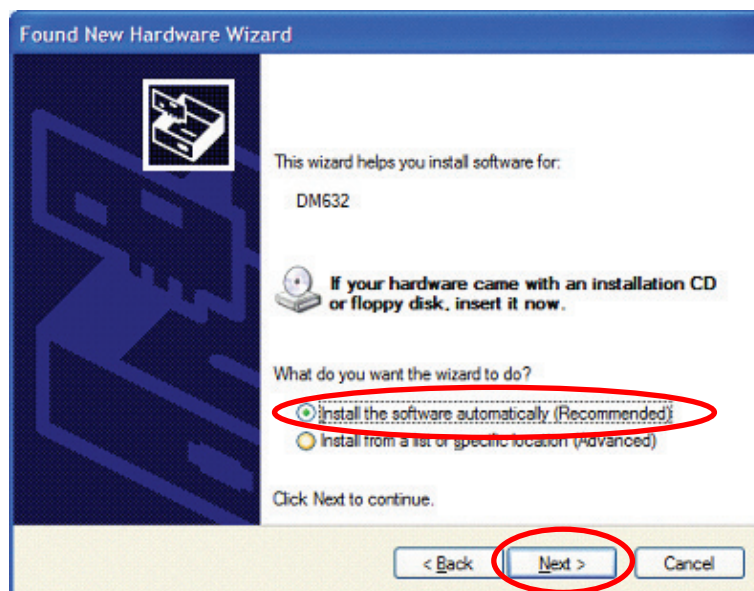 Found New Hardware Wizard
This wizard helps you install software for:
DM632
If your hardware came with an installation CD
or floppy disk, insert it now.
What do you want the wizard to do?
Install the software automatically (Recommended)
Install from a list or specific location (Advanced)
Click Next to continue.
< Back Next > Cancel